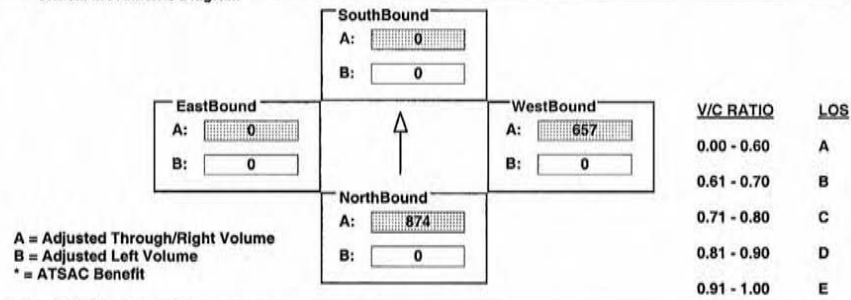 SouthBound
A: 0
B: 0
EastBound
A: 0
B: 0
WestBound
A: 657
B: 0
NorthBound
A: 874
B: 0
A = Adjusted Through/Right Volume
B = Adjusted Left Volume
* = ATSAC Benefit
V/C RATIO LOS
0.00 - 0.60 A
0.61 - 0.70 B
0.71 - 0.80 C
0.81 - 0.90 D
0.91 - 1.00 E